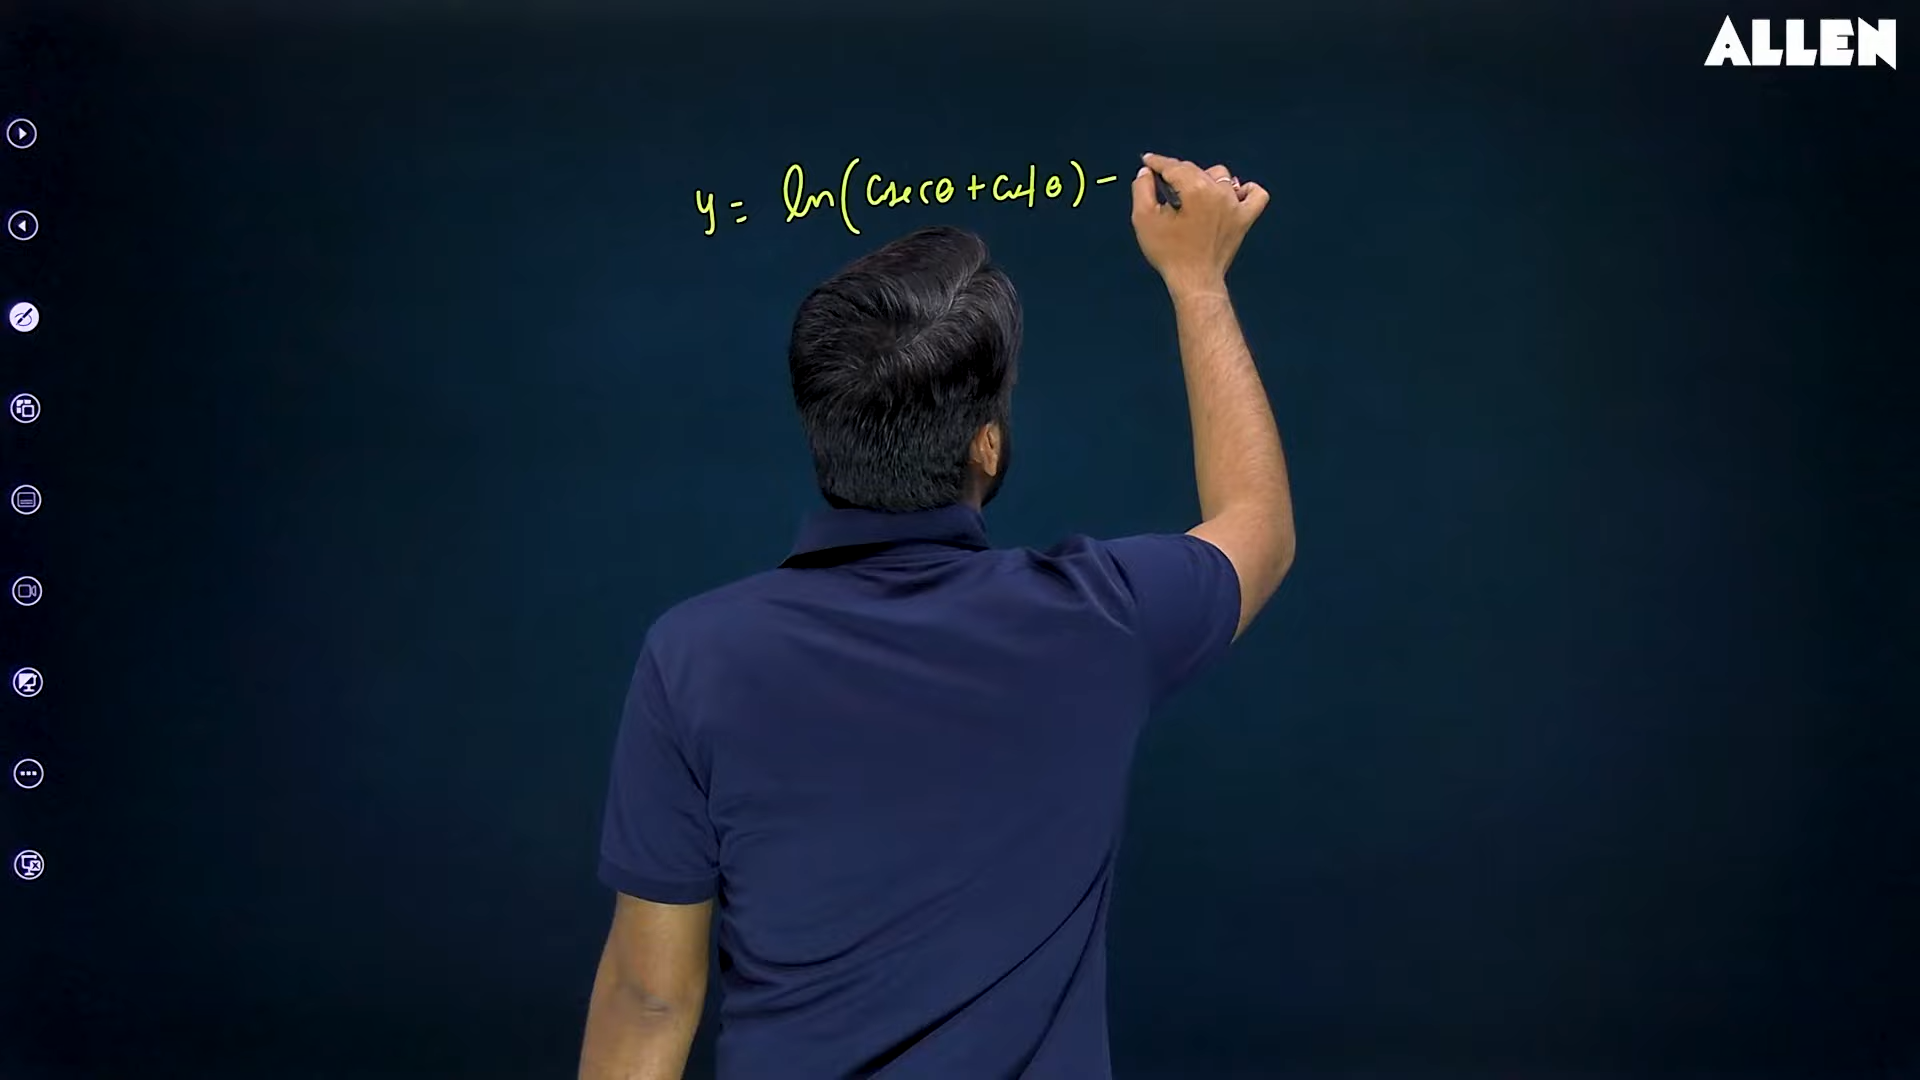 ALLEN
y = ln(cosecθ + cotθ) -